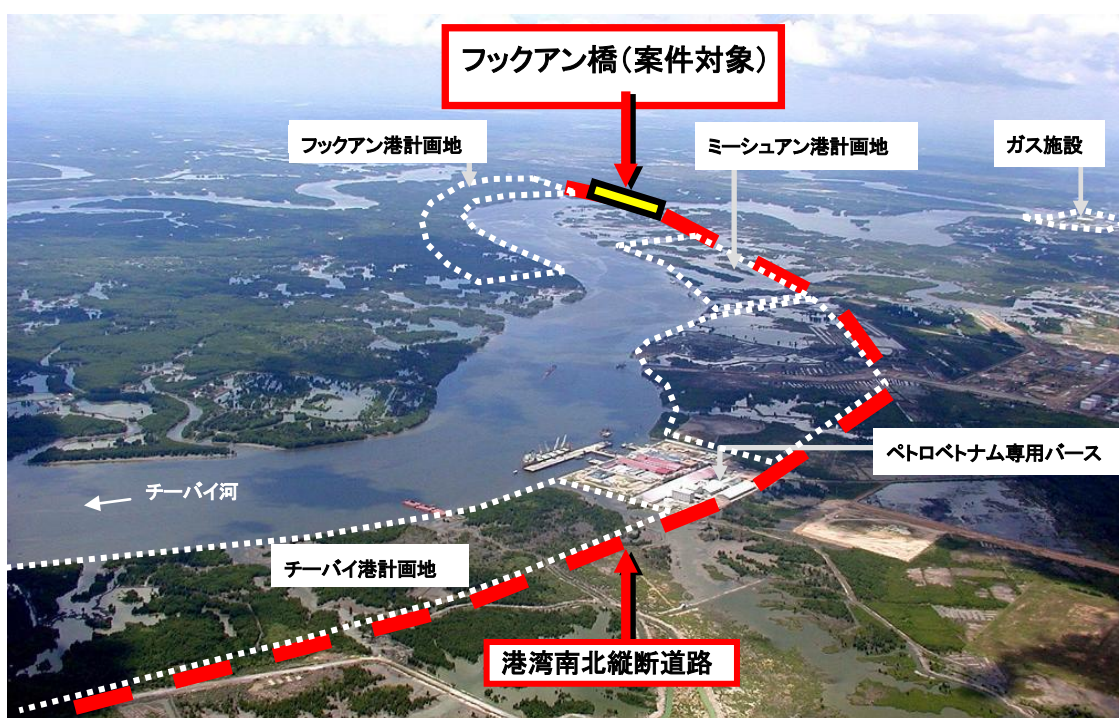 フックアン橋（案件対象）
フックアン港計画地
ミーシュアン港計画地
ガス施設
ペトロベトナム専用バース
チーバイ河
チーバイ港計画地
港湾南北縦断道路